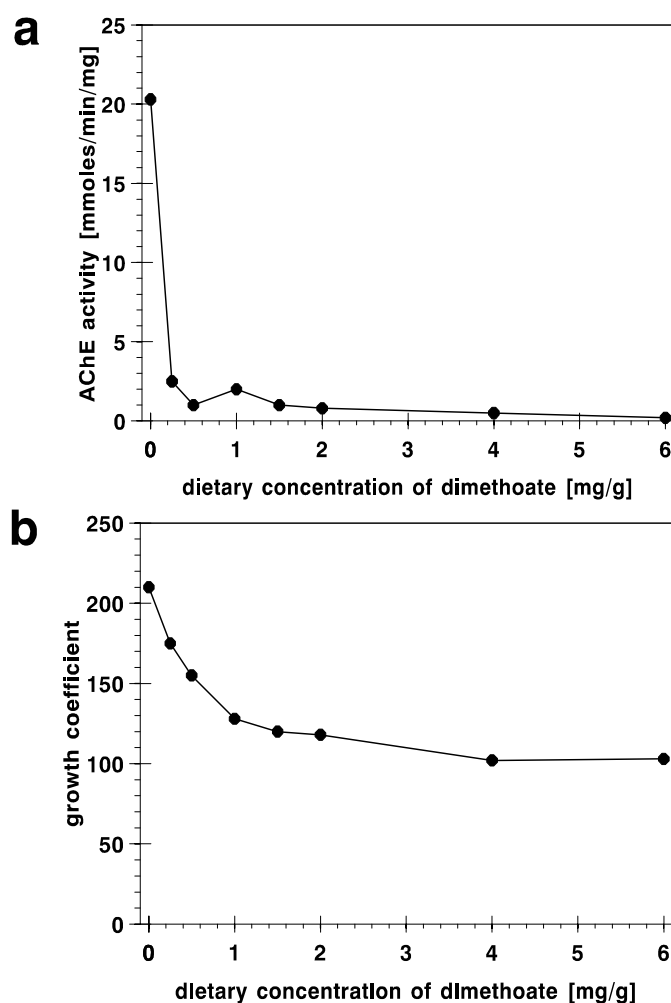 a
25
20
15
10
5
0
AChE activity [mmoles/min/mg]
0 1 2 3 4 5 6
dietary concentration of dimethoate [mg/g]
b
250
200
150
100
50
0
growth coefficient
0 1 2 3 4 5 6
dietary concentration of dimethoate [mg/g]